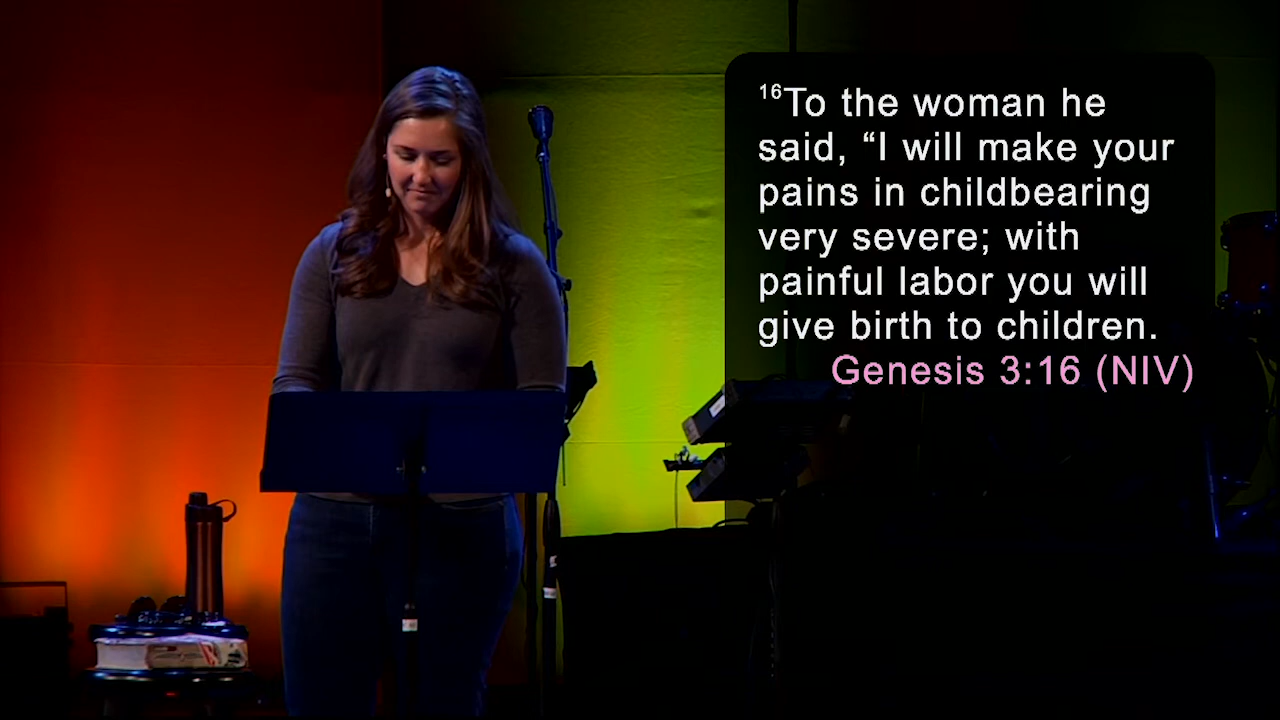 ¹⁶To the woman he
said, “I will make your
pains in childbearing
very severe; with
painful labor you will
give birth to children.
Genesis 3:16 (NIV)